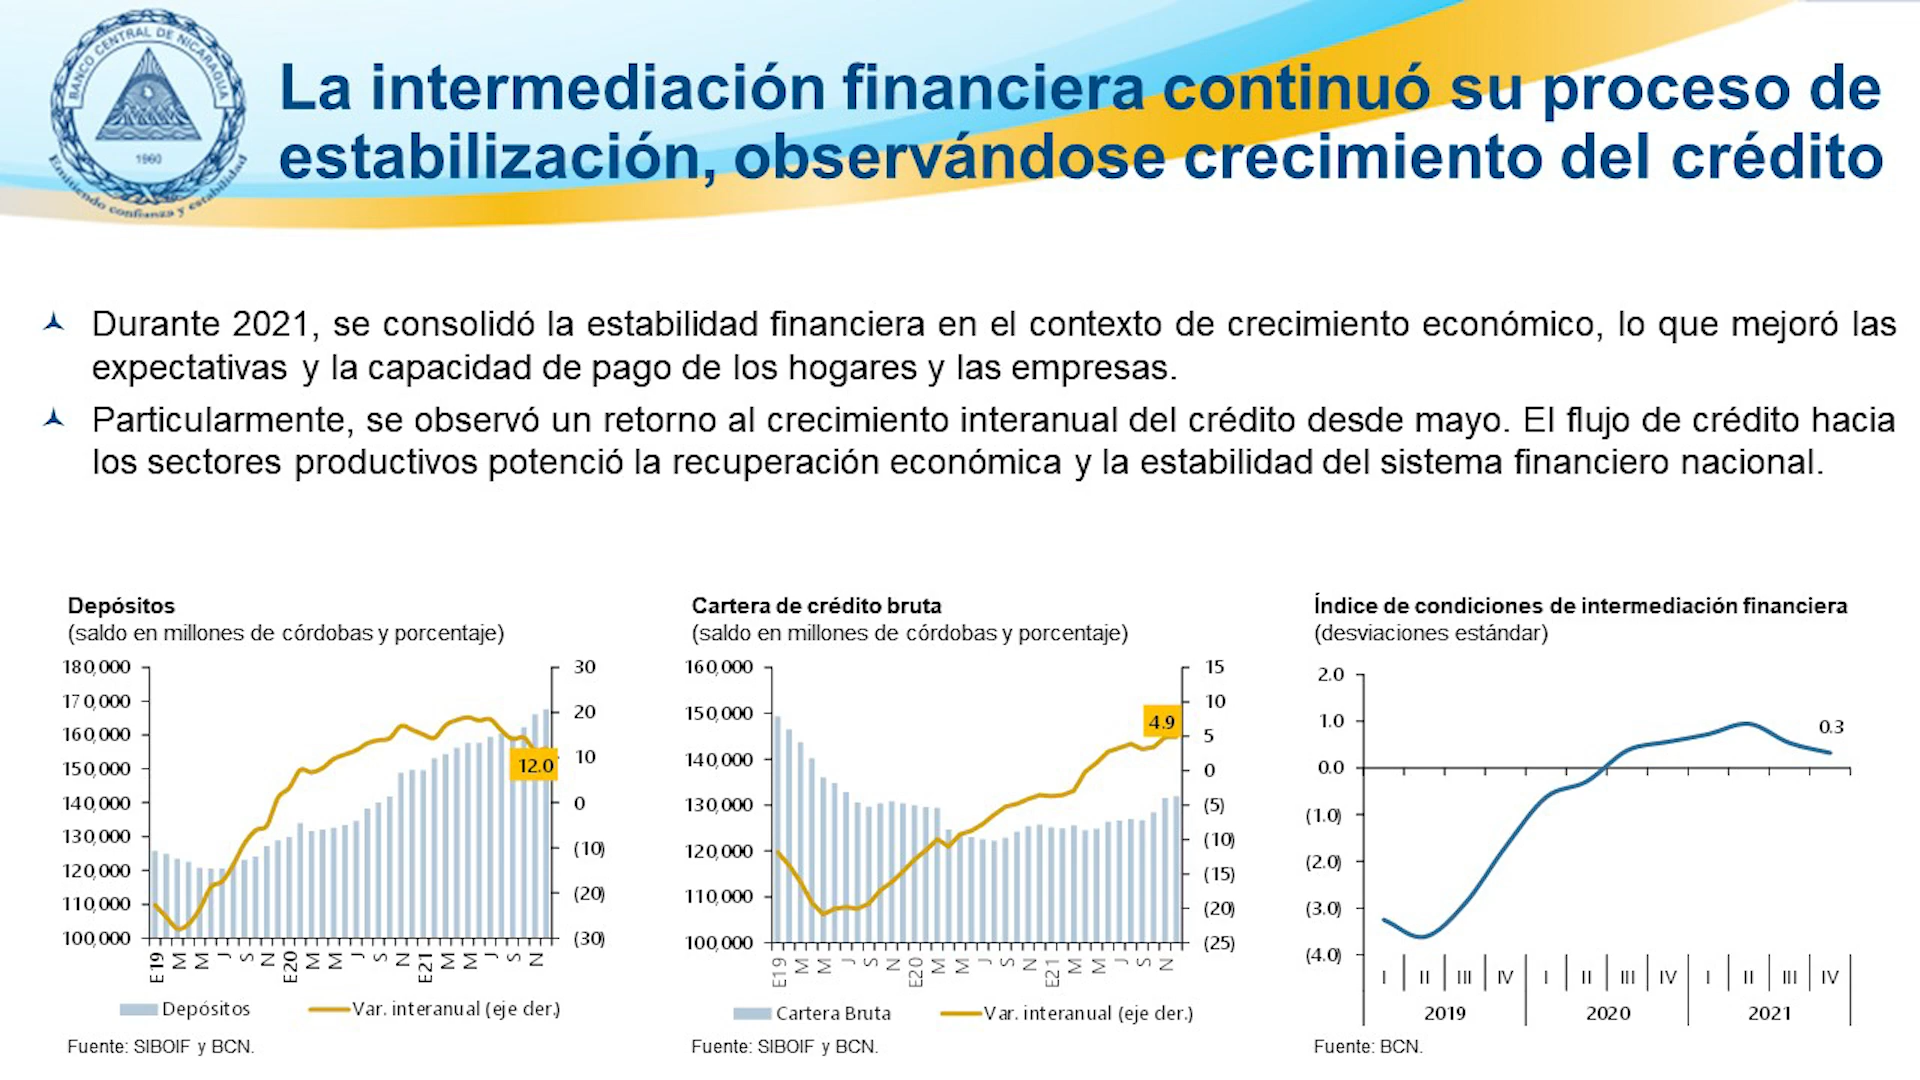 BANCO CENTRAL DE NICARAGUA
1960
Emitiendo confianza y estabilidad
La intermediación financiera continuó su proceso de
estabilización, observándose crecimiento del crédito
Durante 2021, se consolidó la estabilidad financiera en el contexto de crecimiento económico, lo que mejoró las
expectativas y la capacidad de pago de los hogares y las empresas.
Particularmente, se observó un retorno al crecimiento interanual del crédito desde mayo. El flujo de crédito hacia
los sectores productivos potenció la recuperación económica y la estabilidad del sistema financiero nacional.
Depósitos
(saldo en millones de córdobas y porcentaje)
180,000
170,000
160,000
150,000
140,000
130,000
120,000
110,000
100,000
30
20
10
0
(10)
(20)
(30)
12.0
E19 M M J S N E20 M M J S N E21 M M J S N
Depósitos
Var. interanual (eje der.)
Fuente: SIBOIF y BCN.
Cartera de crédito bruta
(saldo en millones de córdobas y porcentaje)
160,000
150,000
140,000
130,000
120,000
110,000
100,000
15
10
5
0
(5)
(10)
(15)
(20)
(25)
4.9
E19 M M J S N E20 M M J S N E21 M M J S N
Cartera Bruta
Var. interanual (eje der.)
Fuente: SIBOIF y BCN.
Índice de condiciones de intermediación financiera
(desviaciones estándar)
2.0
1.0
0.0
(1.0)
(2.0)
(3.0)
(4.0)
0.3
I II III IV I II III IV I II III IV
2019 2020 2021
Fuente: BCN.